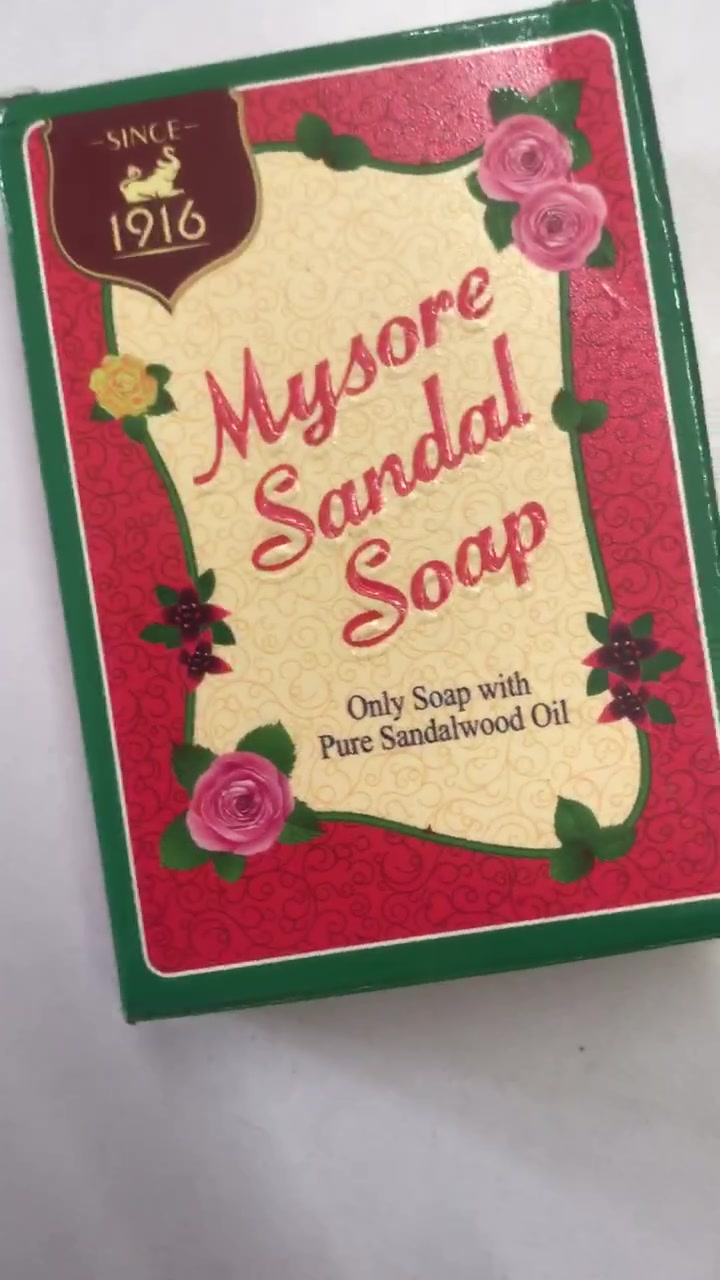 -SINCE-
1916
Mysore
Sandal
Soap
Only Soap with
Pure Sandalwood Oil